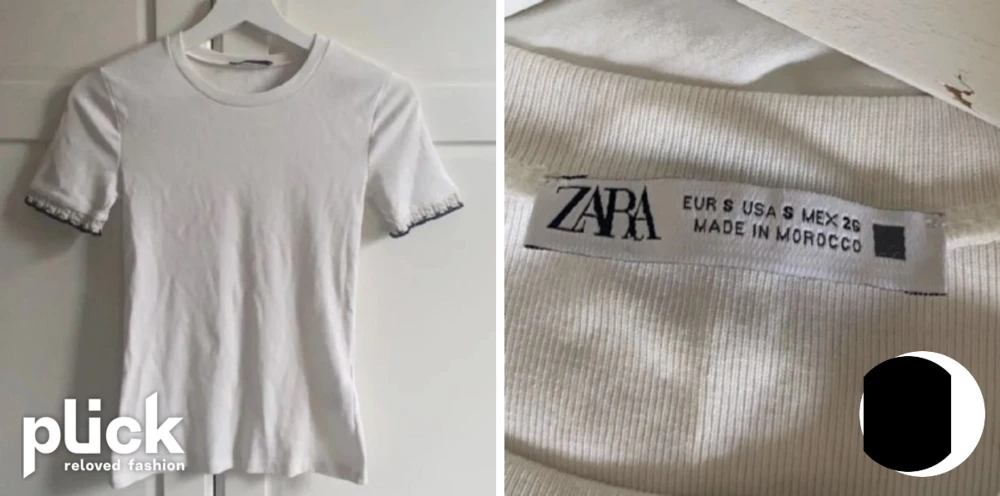 plick
reloved fashion
ZARA
EUR S USA S MEX 26
MADE IN MOROCCO